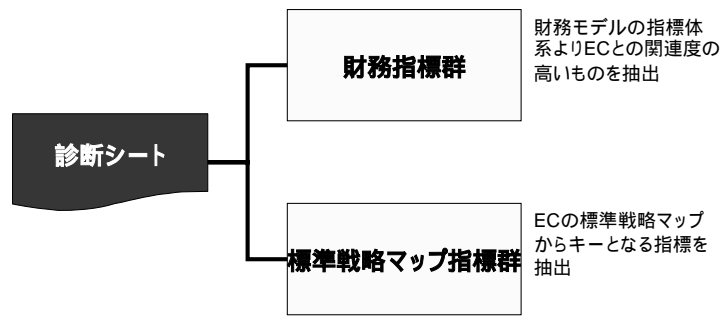 診断シート
財務指標群
財務モデルの指標体
系よりECとの関連度の
高いものを抽出
標準戦略マップ指標群
ECの標準戦略マップ
からキーとなる指標を
抽出